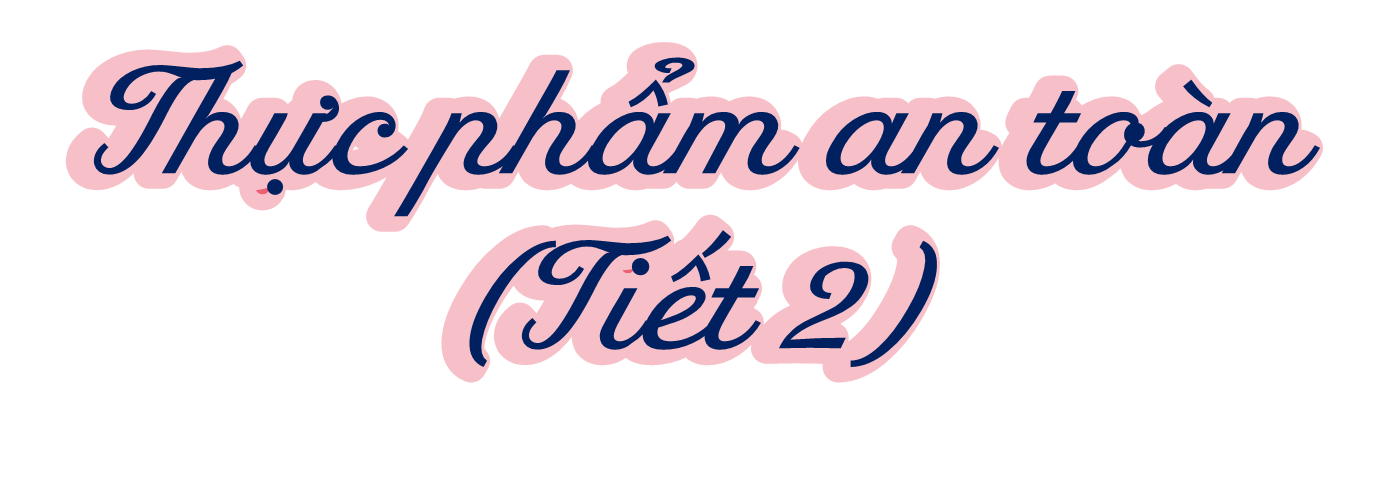 Thực phẩm an toàn
(Tiết 2)